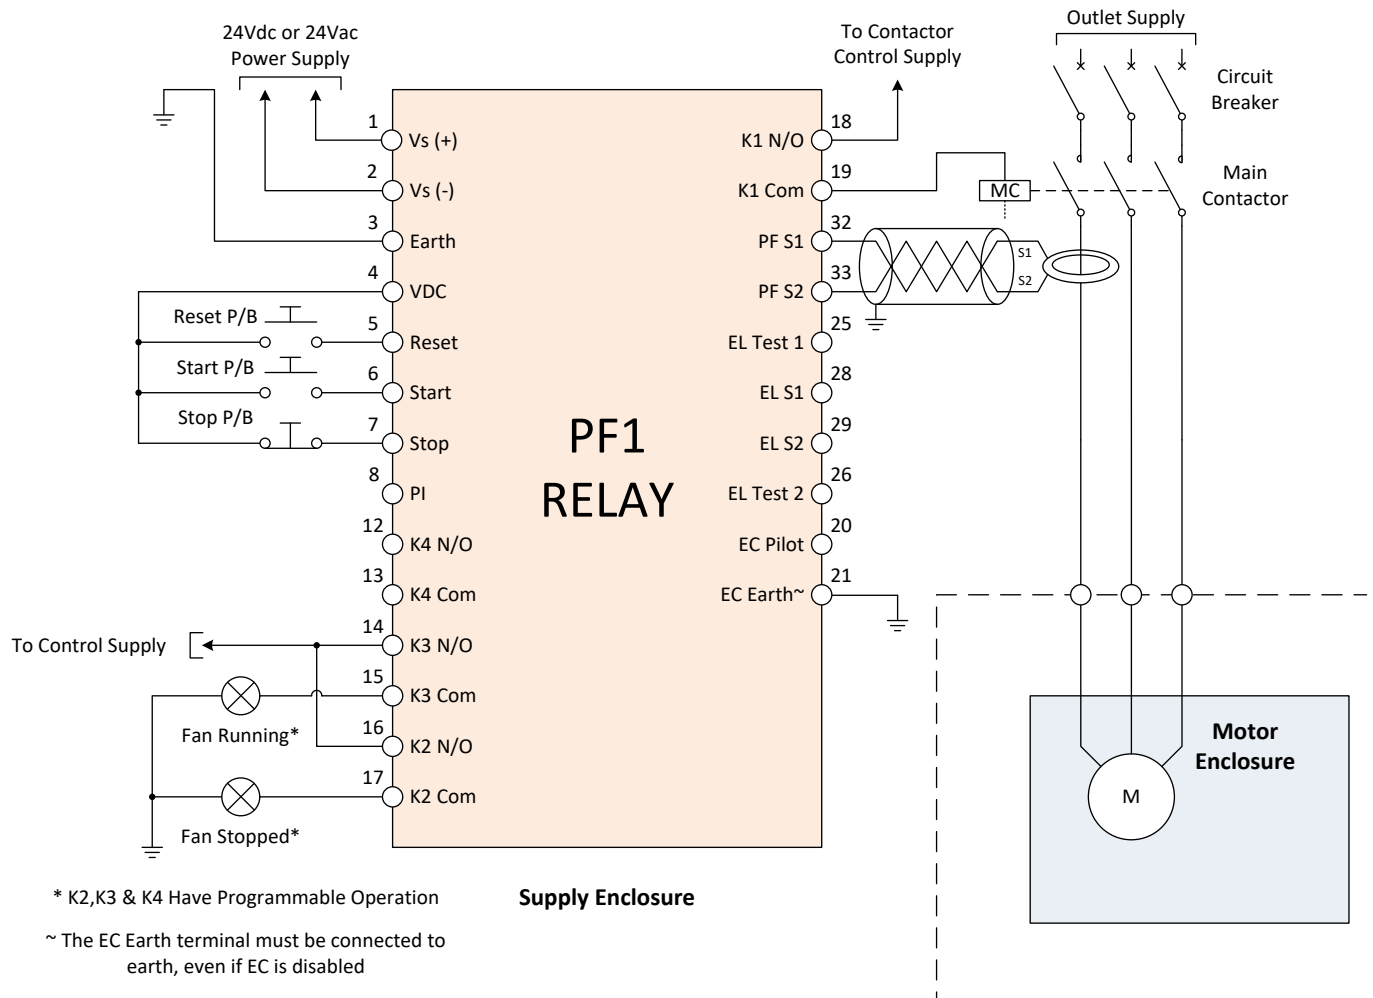 24Vdc or 24Vac
Power Supply
To Contactor
Control Supply
Outlet Supply
Circuit
Breaker
Main
Contactor
1 Vs (+)
2 Vs (-)
3 Earth
4 VDC
Reset P/B
5 Reset
Start P/B
6 Start
Stop P/B
7 Stop
8 PI
12 K4 N/O
13 K4 Com
To Control Supply
14 K3 N/O
15 K3 Com
Fan Running*
16 K2 N/O
17 K2 Com
Fan Stopped*
PF1
RELAY
K1 N/O 18
K1 Com 19
MC
PF S1 32
S1
PF S2 33
S2
EL Test 1 25
EL S1 28
EL S2 29
EL Test 2 26
EC Pilot 20
EC Earth~ 21
Motor
Enclosure
M
* K2,K3 & K4 Have Programmable Operation
Supply Enclosure
~ The EC Earth terminal must be connected to
earth, even if EC is disabled